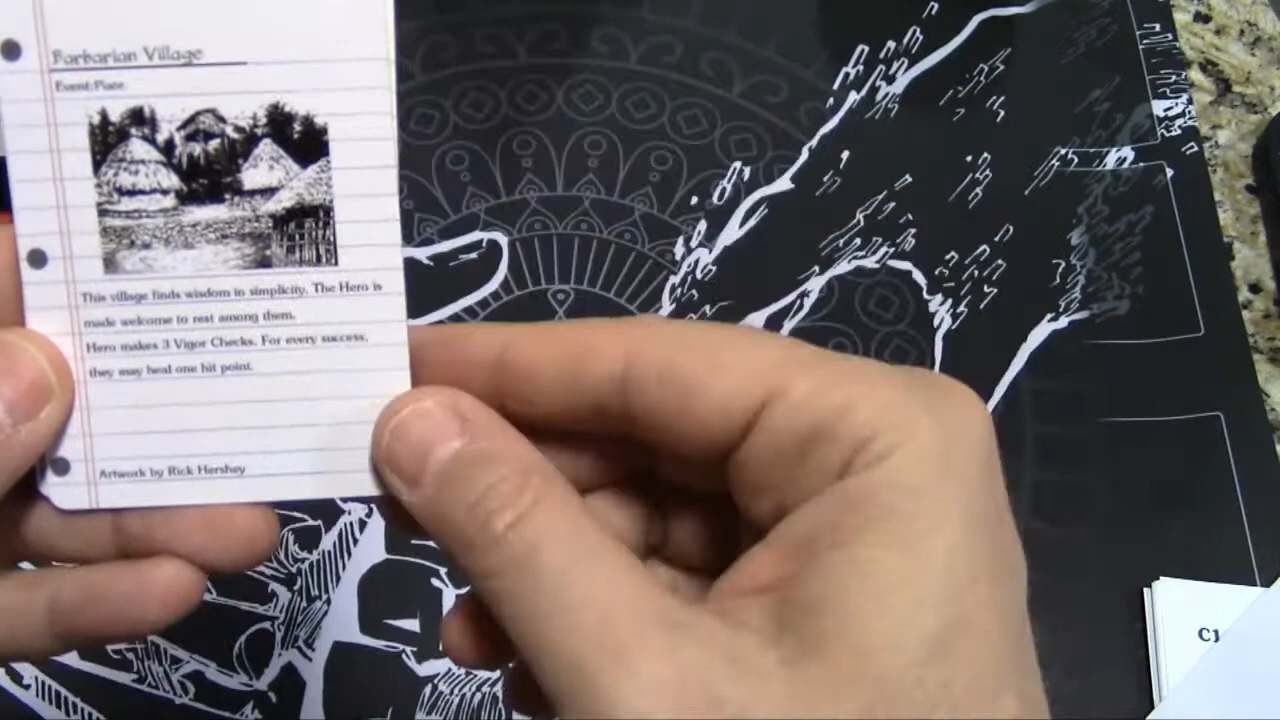 Barbarian Village
Event:Place
This village finds wisdom in simplicity. The Hero is
made welcome to rest among them.
Hero makes 3 Vigor Checks. For every success,
they may heal one hit point.
Artwork by Rick Hershey